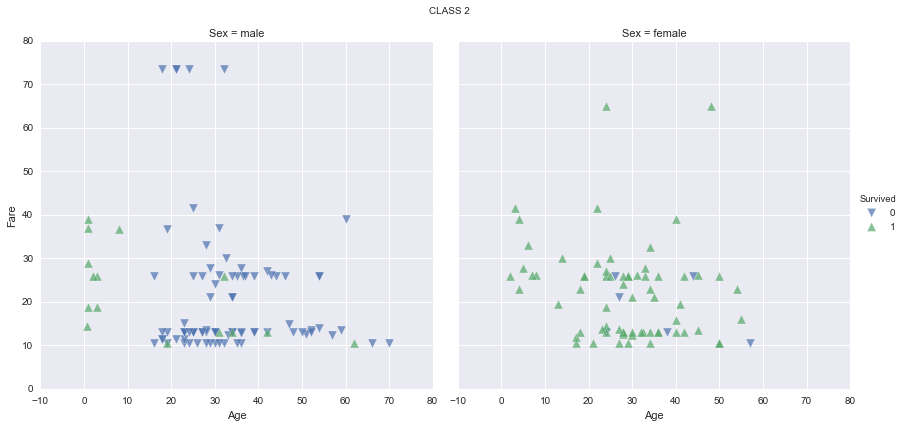 CLASS 2
Sex = male
Sex = female
80
70
60
50
40
30
20
10
0
Fare
−10 0 10 20 30 40 50 60 70 80
−10 0 10 20 30 40 50 60 70 80
Age
Age
Survived
0
1